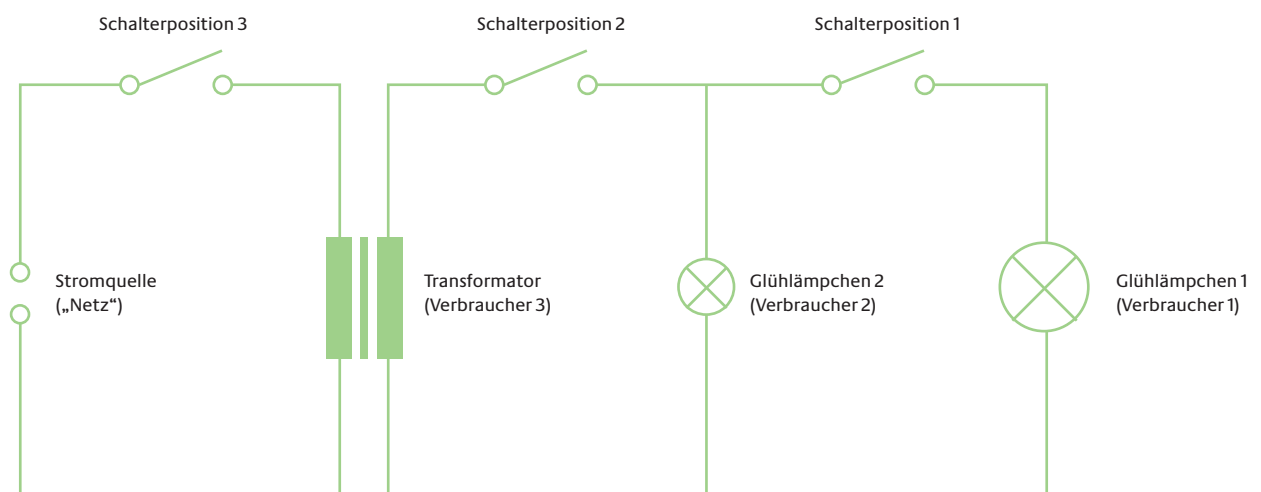 Schalterposition 3
Schalterposition 2
Schalterposition 1
Stromquelle
(„Netz“)
Transformator
(Verbraucher 3)
Glühlämpchen 2
(Verbraucher 2)
Glühlämpchen 1
(Verbraucher 1)